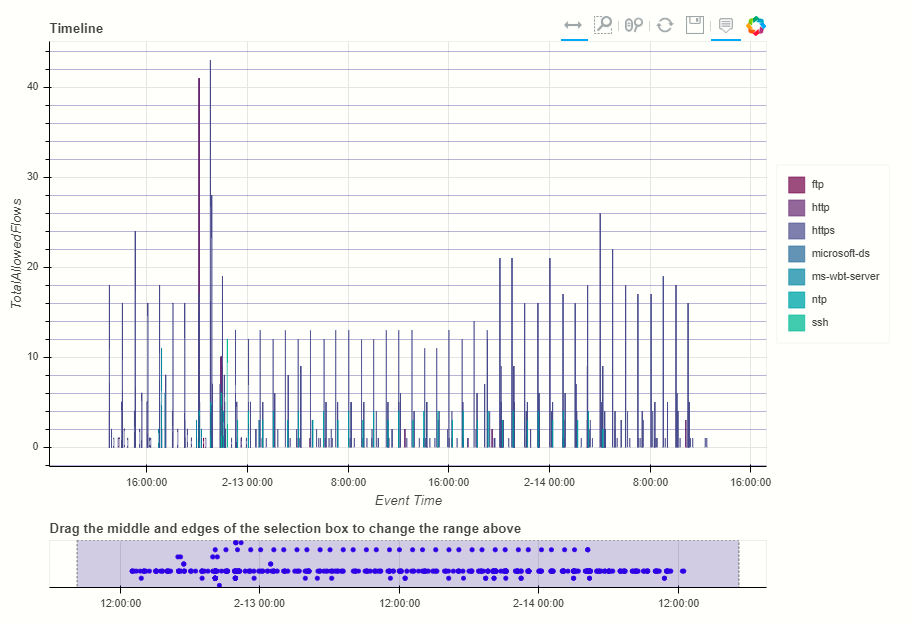 Timeline
40
30
20
10
0
TotalAllowedFlows
16:00:00
2-13 00:00
8:00:00
16:00:00
2-14 00:00
8:00:00
16:00:00
Event Time
ftp
http
https
microsoft-ds
ms-wbt-server
ntp
ssh
Drag the middle and edges of the selection box to change the range above
12:00:00
2-13 00:00
12:00:00
2-14 00:00
12:00:00